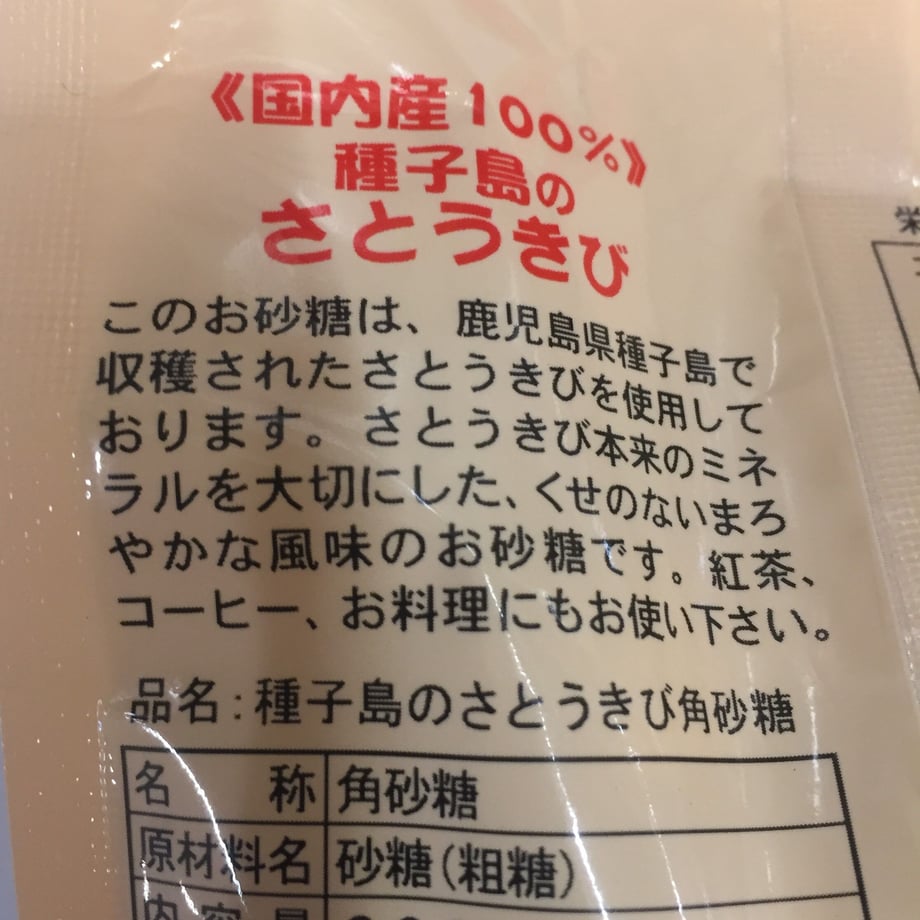 《国内産100%》
種子島の
さとうきび
このお砂糖は、鹿児島県種子島で
収穫されたさとうきびを使用して
おります。さとうきび本来のミネ
ラルを大切にした、くせのないまろ
やかな風味のお砂糖です。紅茶、
コーヒー、お料理にもお使い下さい。
品名:種子島のさとうきび角砂糖
名称 角砂糖
原材料名 砂糖(粗糖)
内容量
栄